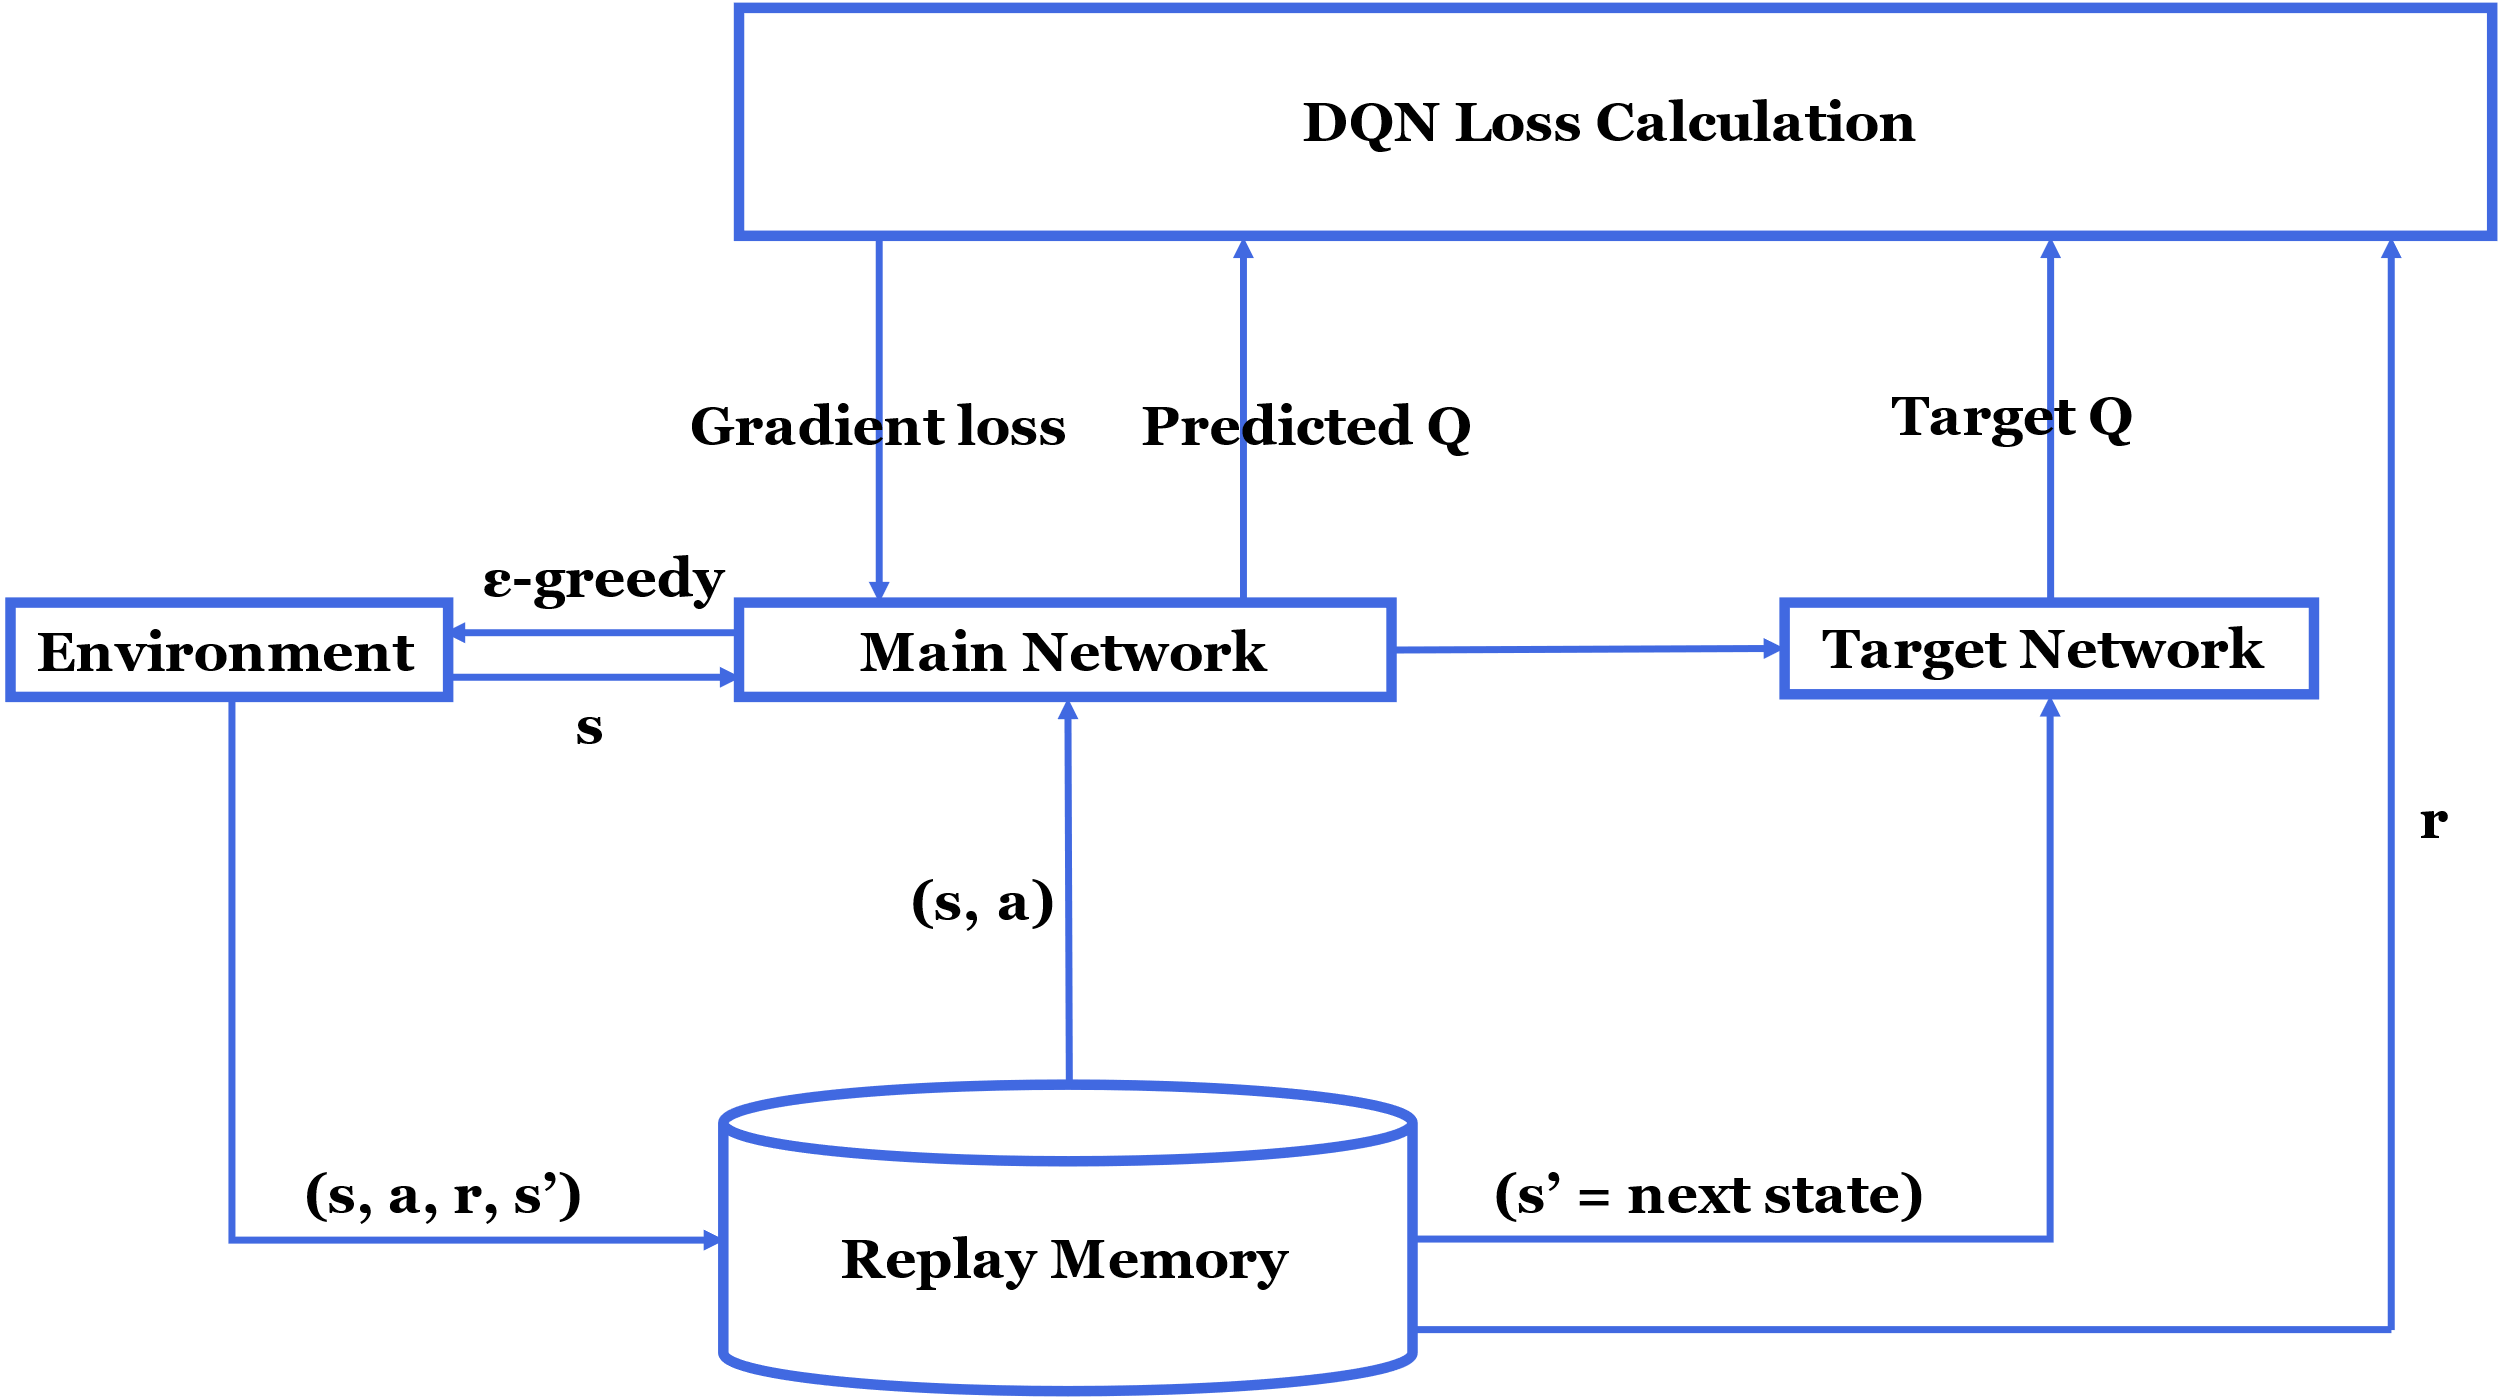 DQN Loss Calculation
Gradient loss
Predicted Q
Target Q
ε-greedy
Environment
Main Network
Target Network
s
r
(s, a)
(s, a, r, s’)
(s’ = next state)
Replay Memory